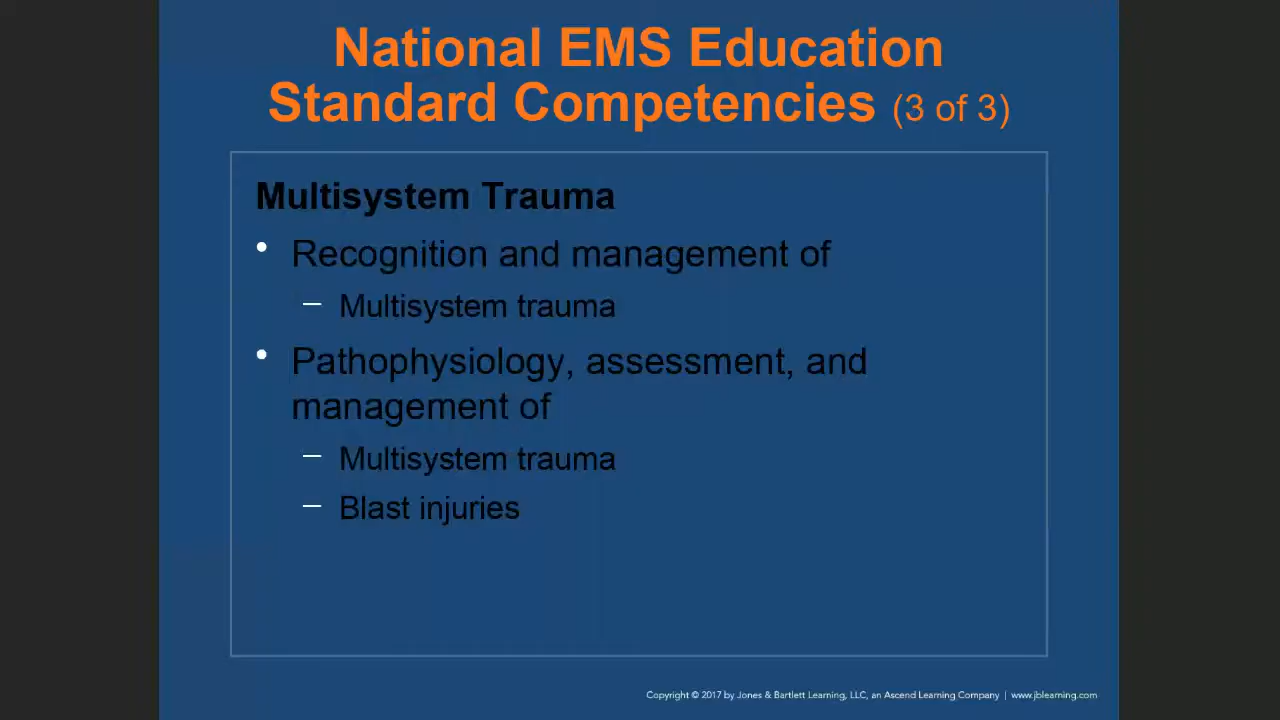 National EMS Education
Standard Competencies (3 of 3)
Multisystem Trauma
• Recognition and management of
– Multisystem trauma
• Pathophysiology, assessment, and
management of
– Multisystem trauma
– Blast injuries
Copyright © 2017 by Jones & Bartlett Learning, LLC, an Ascend Learning Company | www.jblearning.com